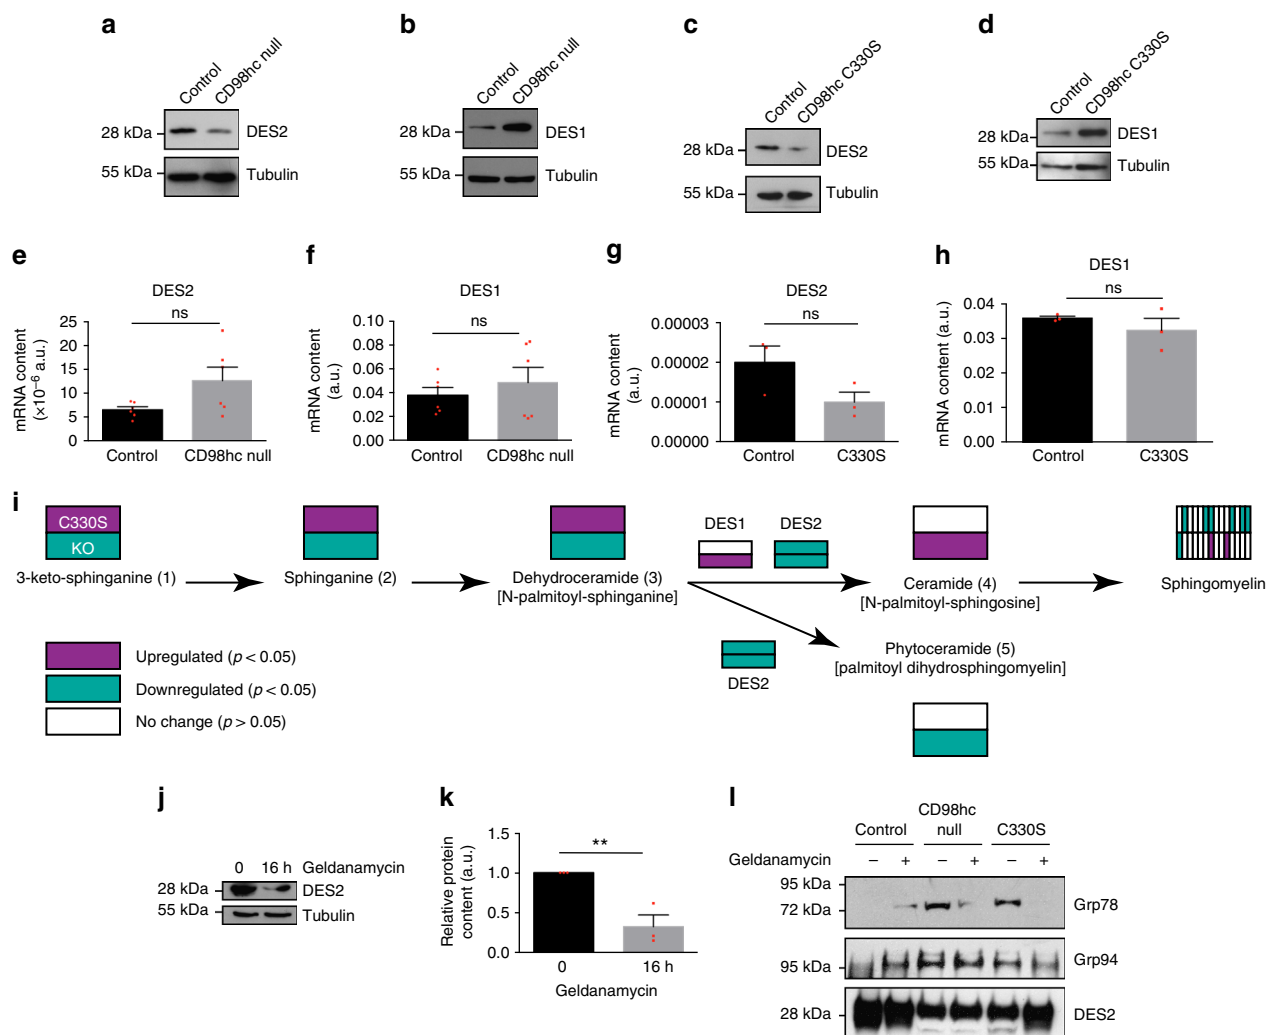 a
Control
CD98hc null
28 kDa
DES2
55 kDa
Tubulin
b
Control
CD98hc null
28 kDa
DES1
55 kDa
Tubulin
c
Control
CD98hc C330S
28 kDa
DES2
55 kDa
Tubulin
d
Control
CD98hc C330S
28 kDa
DES1
55 kDa
Tubulin
e
DES2
ns
mRNA content
(×10⁻⁶ a.u.)
25
20
15
10
5
0
Control
CD98hc null
f
DES1
ns
mRNA content
(a.u.)
0.10
0.08
0.06
0.04
0.02
0.00
Control
CD98hc null
g
DES2
ns
mRNA content
(a.u.)
0.00003
0.00002
0.00001
0.00000
Control
C330S
h
DES1
ns
mRNA content (a.u.)
0.04
0.03
0.02
0.01
0.00
Control
C330S
i
C330S
KO
3-keto-sphinganine (1)
Sphinganine (2)
Dehydroceramide (3)
[N-palmitoyl-sphinganine]
DES1
DES2
Ceramide (4)
[N-palmitoyl-sphingosine]
Sphingomyelin
DES2
Phytoceramide (5)
[palmitoyl dihydrosphingomyelin]
Upregulated (p < 0.05)
Downregulated (p < 0.05)
No change (p > 0.05)
j
0
16 h
Geldanamycin
28 kDa
DES2
55 kDa
Tubulin
k
Relative protein
content (a.u.)
1.5
1.0
0.5
0.0
**
0
16 h
Geldanamycin
l
Control
CD98hc
null
C330S
Geldanamycin
– + – + – +
95 kDa
72 kDa
Grp78
95 kDa
Grp94
28 kDa
DES2